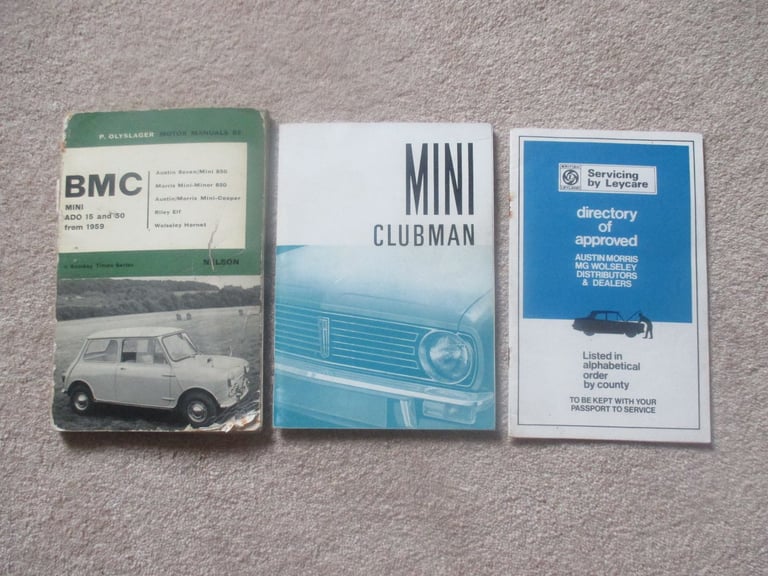 P. OLYSLAGER MOTOR MANUALS 55
BMC
MINI
ADO 15 and 50
from 1959
Austin Seven/Mini 850
Morris Mini-Minor 850
Austin/Morris Mini-Cooper
Riley Elf
Wolseley Hornet
Sunday Times Series
NELSON
MINI
CLUBMAN
BRITISH
LEYLAND
Servicing
by Leycare
directory
of
approved
AUSTIN MORRIS
MG WOLSELEY
DISTRIBUTORS
& DEALERS
Listed in
alphabetical
order
by county
TO BE KEPT WITH YOUR
PASSPORT TO SERVICE